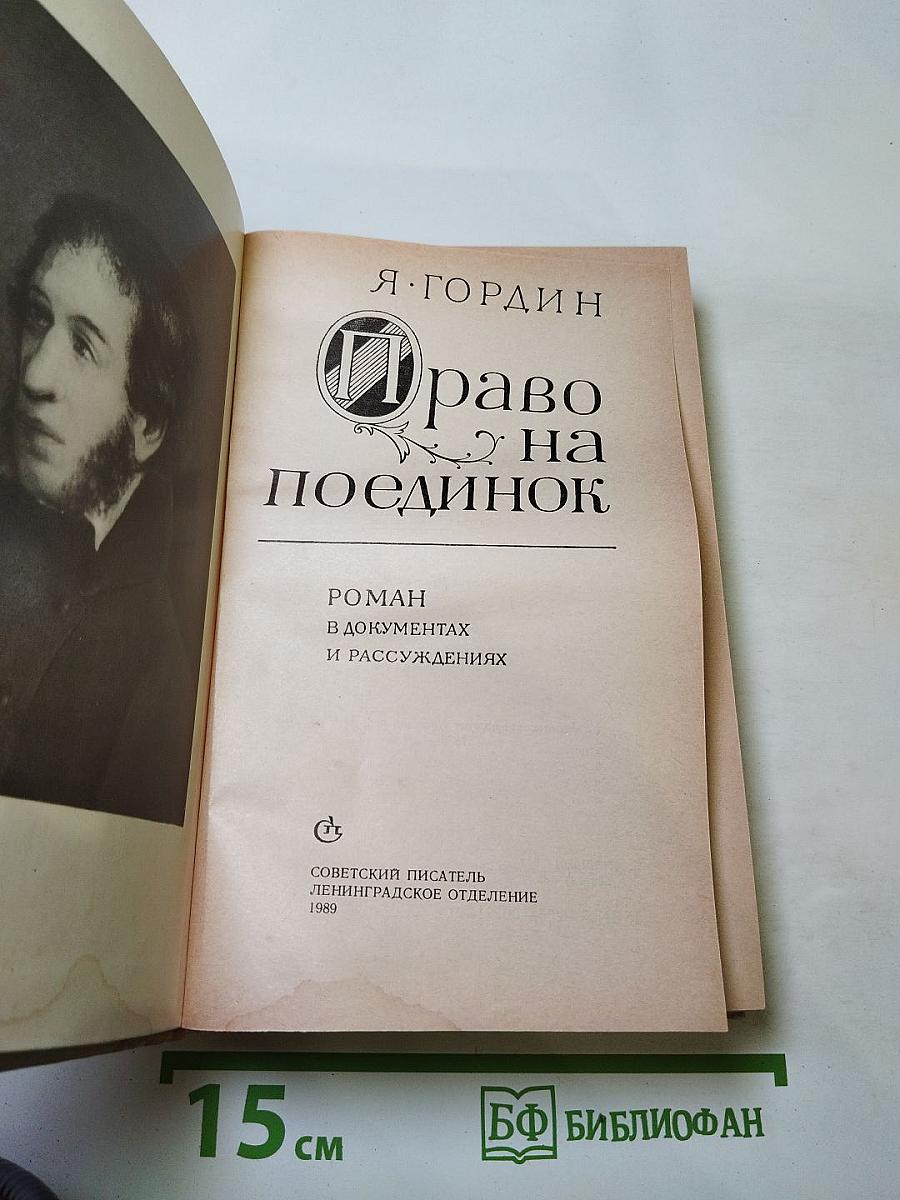 Я·ГОРДИН
Право
на
поединок
РОМАН
В ДОКУМЕНТАХ
И РАССУЖДЕНИЯХ
СОВЕТСКИЙ ПИСАТЕЛЬ
ЛЕНИНГРАДСКОЕ ОТДЕЛЕНИЕ
1989
15 см
БФ БИБЛИОФАН